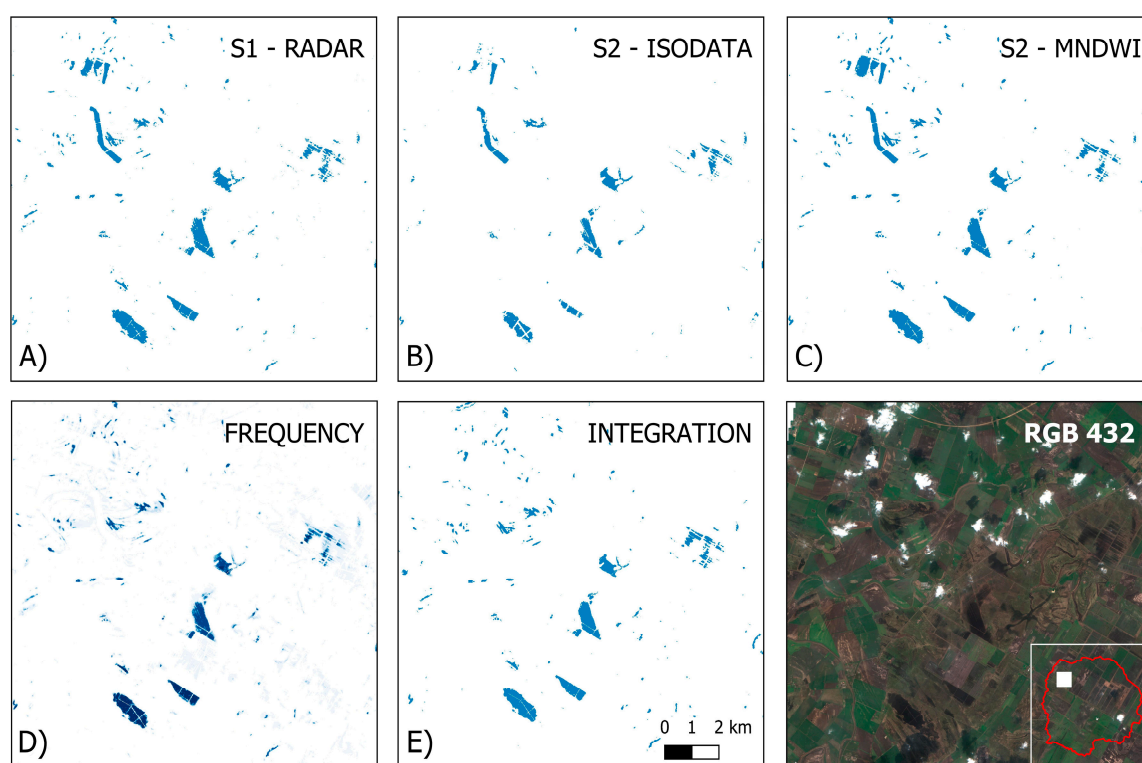 S1 - RADAR
A)
S2 - ISODATA
B)
S2 - MNDWI
C)
FREQUENCY
D)
INTEGRATION
0 1 2 km
E)
RGB 432